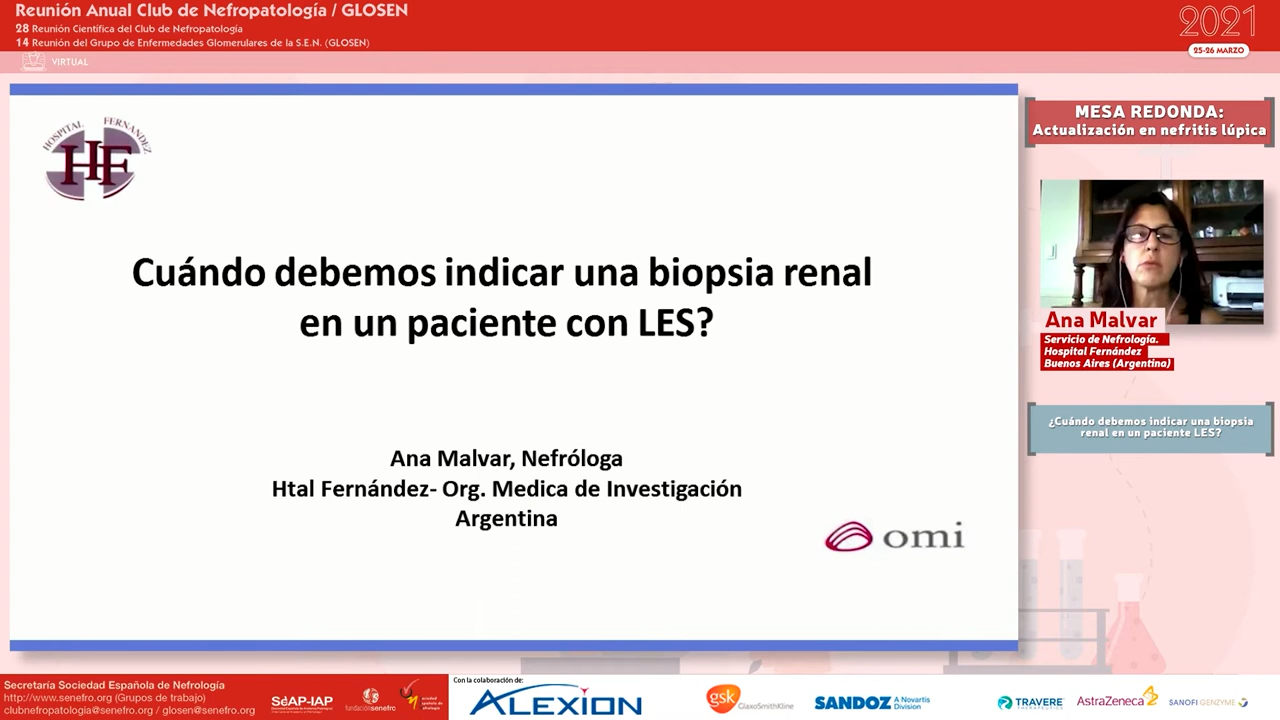 Reunión Anual Club de Nefropatología / GLOSEN
28 Reunión Científica del Club de Nefropatología
14 Reunión del Grupo de Enfermedades Glomerulares de la S.E.N. (GLOSEN)
VIRTUAL
2021
25-26 MARZO
HOSPITAL FERNANDEZ
HF
Cuándo debemos indicar una biopsia renal
en un paciente con LES?
Ana Malvar, Nefróloga
Htal Fernández- Org. Medica de Investigación
Argentina
omi
MESA REDONDA:
Actualización en nefritis lúpica
Ana Malvar
Servicio de Nefrología.
Hospital Fernández
Buenos Aires (Argentina)
¿Cuándo debemos indicar una biopsia
renal en un paciente LES?
Secretaría Sociedad Española de Nefrología
http://www.senefro.org (Grupos de trabajo)
clubnefropatologia@senefro.org / glosen@senefro.org
SEAP-IAP
fundaciónsenefro
Con la colaboración de:
ALEXION
gsk
GlaxoSmithKline
SANDOZ A Novartis
Division
TRAVERE
THERAPEUTICS
AstraZeneca
SANOFI GENZYME